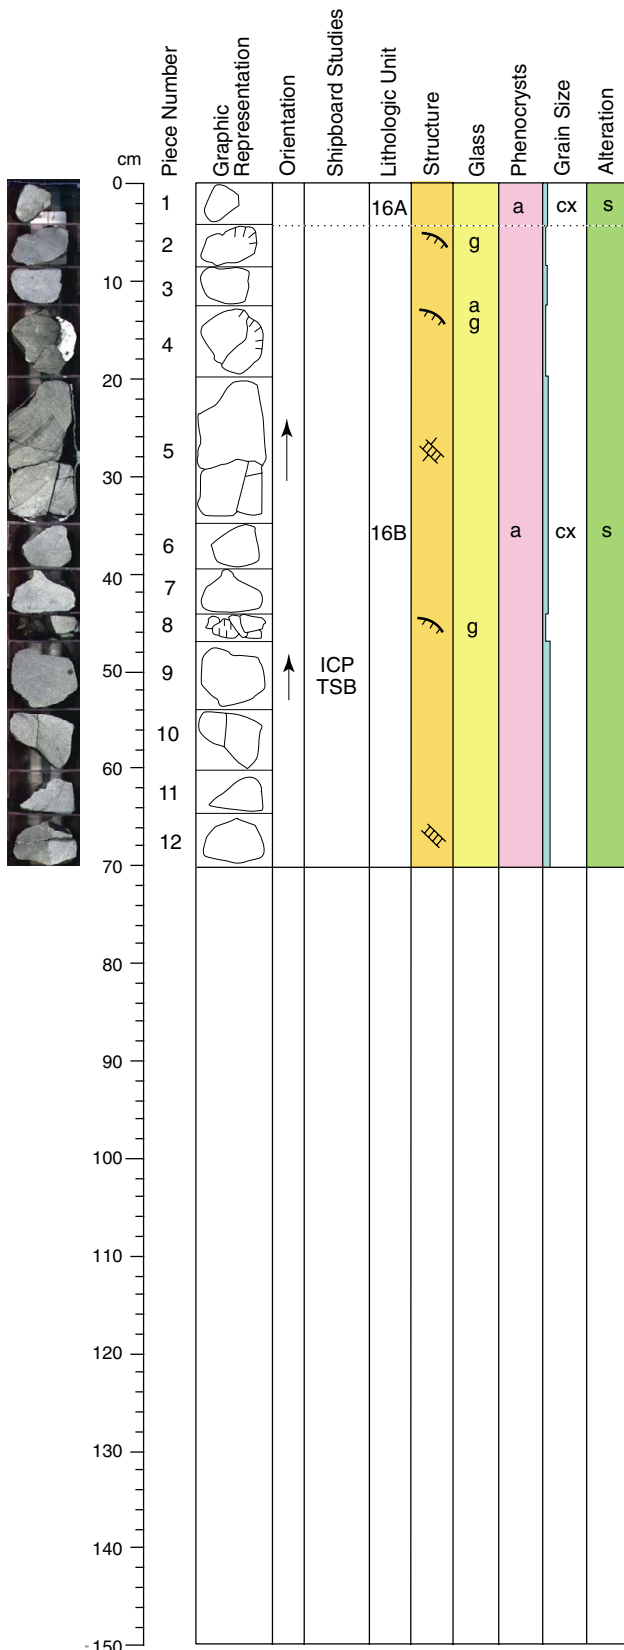 cm
Piece Number
Graphic
Representation
Orientation
Shipboard Studies
Lithologic Unit
Structure
Glass
Phenocrysts
Grain Size
Alteration
0
1 16A a cx s
2 g
10
3
a
g
4
20
5
30
16B a cx s
6
40
7
8 g
50 9 ICP
TSB
10
60
11
12
70
80
90
100
110
120
130
140
150